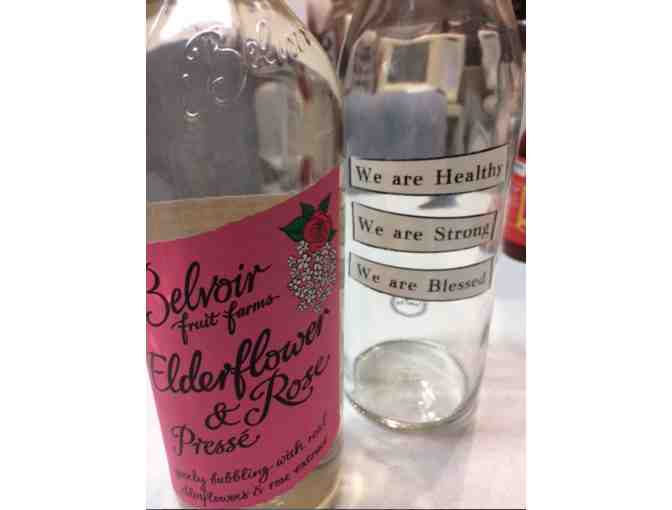 Belvoir
Belvoir
fruit farms
Elderflower
& Rose
Pressé
bubbling with real
elderflowers & rose extract
We are Healthy
We are Strong
We are Blessed